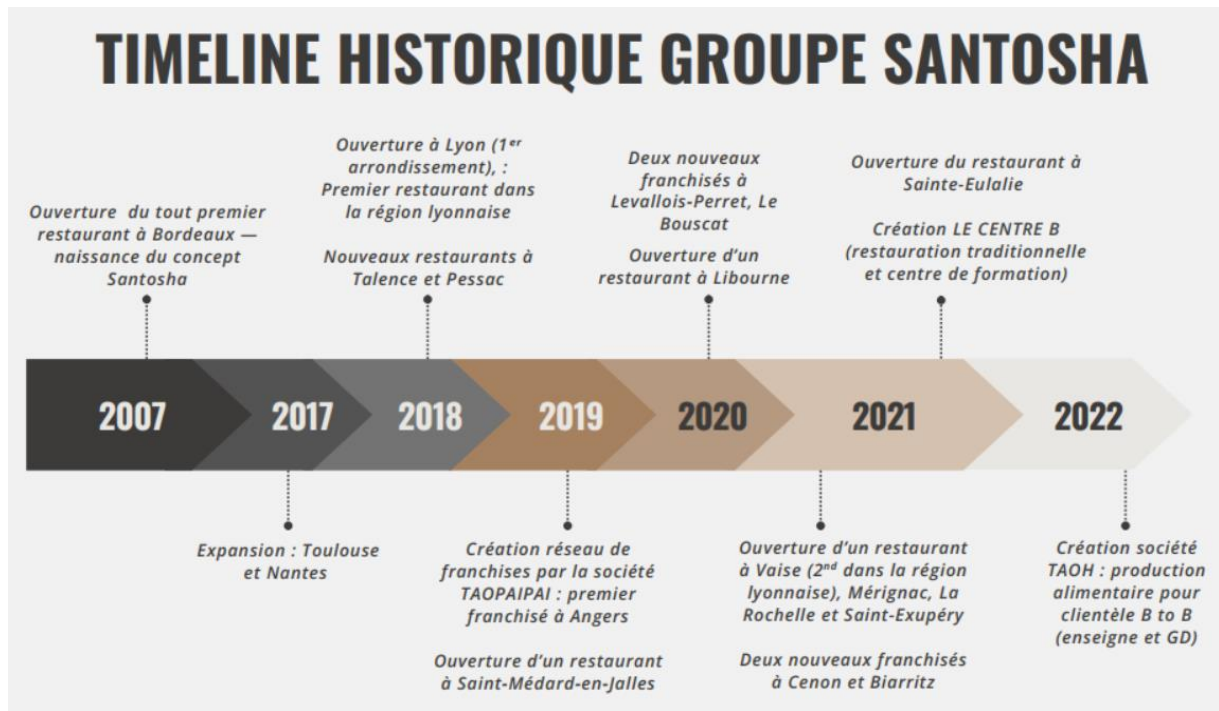 TIMELINE HISTORIQUE GROUPE SANTOSHA
Ouverture du tout premier
restaurant à Bordeaux —
naissance du concept
Santosha
Ouverture à Lyon (1er
arrondissement), :
Premier restaurant dans
la région lyonnaise
Nouveaux restaurants à
Talence et Pessac
Deux nouveaux
franchisés à
Levallois-Perret, Le
Bouscat
Ouverture d'un
restaurant à Libourne
Ouverture du restaurant à
Sainte-Eulalie
Création LE CENTRE B
(restauration traditionnelle
et centre de formation)
2007
2017
2018
2019
2020
2021
2022
Expansion : Toulouse
et Nantes
Création réseau de
franchises par la société
TAOPAIPAI : premier
franchisé à Angers
Ouverture d'un restaurant
à Saint-Médard-en-Jalles
Ouverture d'un restaurant
à Vaise (2nd dans la région
lyonnaise), Mérignac, La
Rochelle et Saint-Exupéry
Deux nouveaux franchisés
à Cenon et Biarritz
Création société
TAOH : production
alimentaire pour
clientèle B to B
(enseigne et GD)